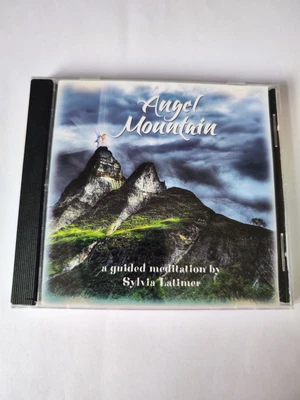 Angel
Mountain
a guided meditation by
Sylvia Latimer